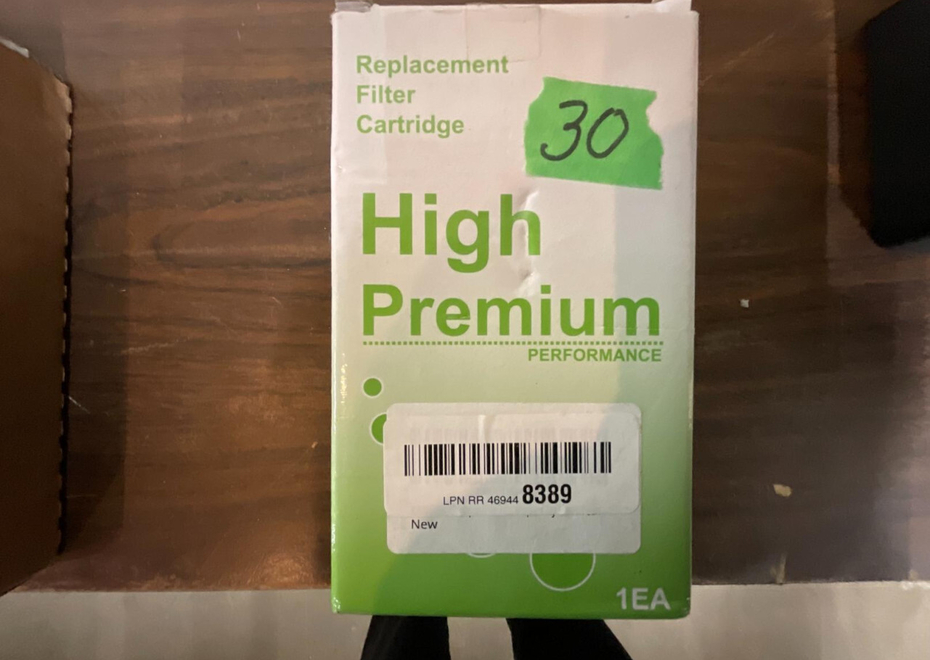 Replacement
Filter
Cartridge
30
High
Premium
PERFORMANCE
LPN RR 46944 8389
New
1EA